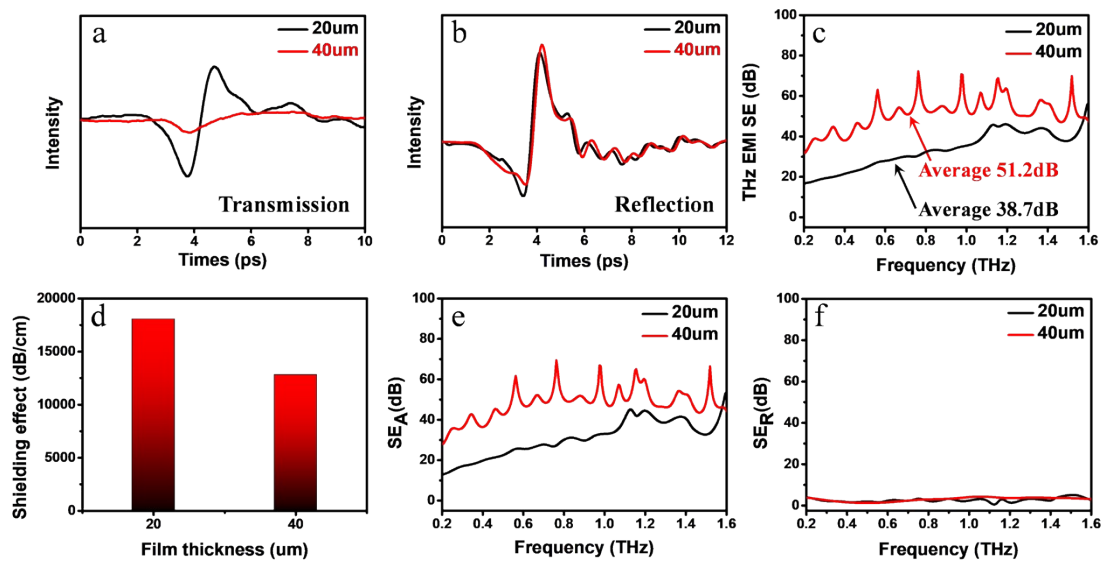 a
20um
40um
Transmission
Intensity
0 2 4 6 8 10
Times (ps)
b
20um
40um
Reflection
Intensity
0 2 4 6 8 10 12
Times (ps)
c
20um
40um
Average 51.2dB
Average 38.7dB
THz EMI SE (dB)
100
80
60
40
20
0
0.2 0.4 0.6 0.8 1.0 1.2 1.4 1.6
Frequency (THz)
d
Shielding effect (dB/cm)
20000
17500
15000
12500
10000
7500
5000
2500
0
20 40
Film thickness (um)
e
20um
40um
SEA(dB)
100
80
60
40
20
0
0.2 0.4 0.6 0.8 1.0 1.2 1.4 1.6
Frequency (THz)
f
20um
40um
SER(dB)
100
80
60
40
20
0
0.2 0.4 0.6 0.8 1.0 1.2 1.4 1.6
Frequency (THz)